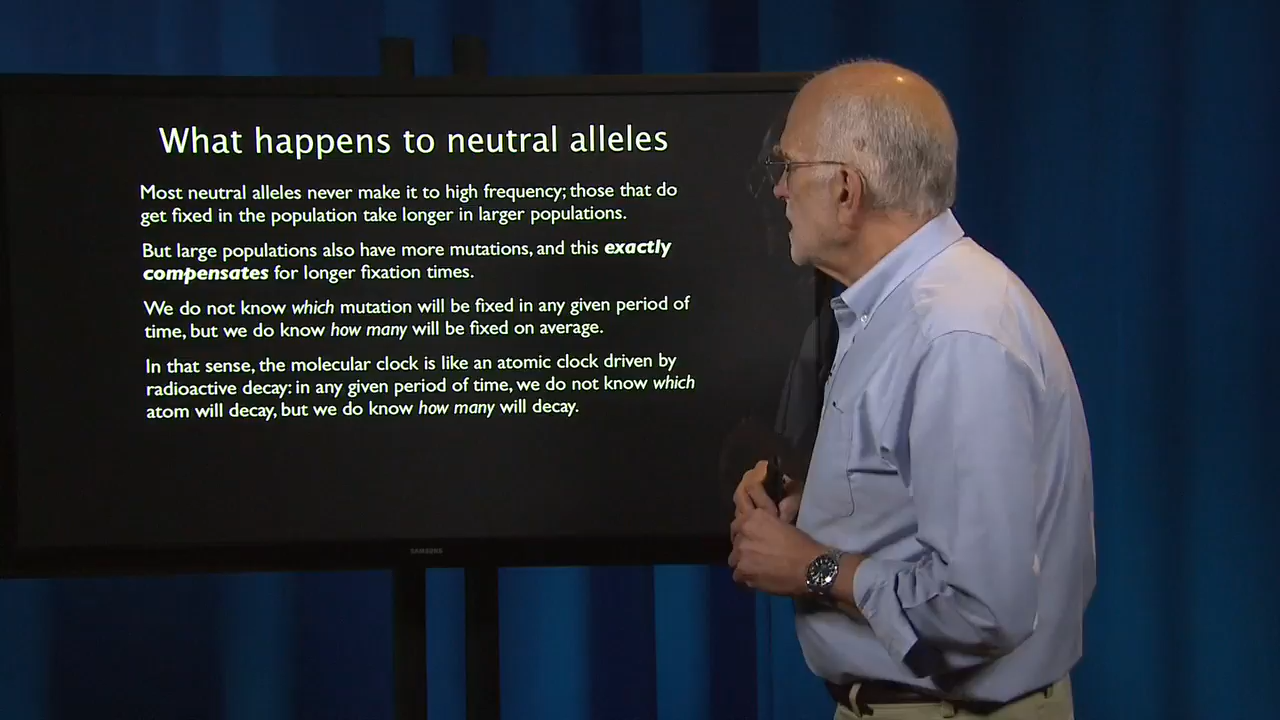 What happens to neutral alleles
Most neutral alleles never make it to high frequency; those that do
get fixed in the population take longer in larger populations.
But large populations also have more mutations, and this exactly
compensates for longer fixation times.
We do not know which mutation will be fixed in any given period of
time, but we do know how many will be fixed on average.
In that sense, the molecular clock is like an atomic clock driven by
radioactive decay: in any given period of time, we do not know which
atom will decay, but we do know how many will decay.
SAMSUNG